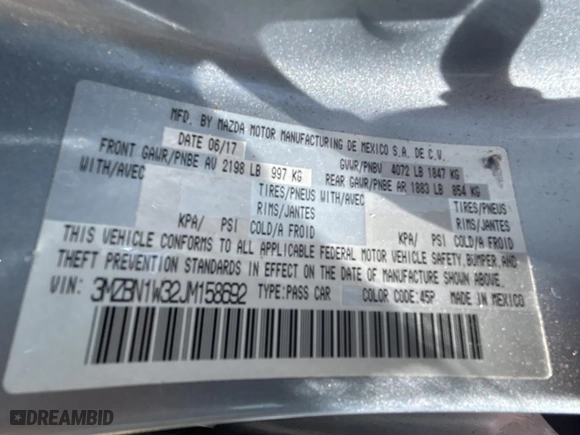 MFD. BY MAZDA MOTOR MANUFACTURING DE MEXICO S.A. DE C.V.
DATE 06/17 GVWR/PNBV 4072 LB 1847 KG
FRONT GAWR/PNBE AV 2198 LB 997 KG REAR GAWR/PNBE AR 1883 LB 854 KG
WITH/AVEC TIRES/PNEUS WITH/AVEC TIRES/PNEUS
RIMS/JANTES RIMS/JANTES
KPA/ PSI COLD/A FROID KPA/ PSI COLD/A FROID
THIS VEHICLE CONFORMS TO ALL APPLICABLE FEDERAL MOTOR VEHICLE SAFETY, BUMPER, AND
THEFT PREVENTION STANDARDS IN EFFECT ON THE DATE OF MANUFACTURE SHOWN ABOVE.
VIN: 3MZBN1W32JM158692 TYPE:PASS CAR COLOR CODE:45P MADE IN MEXICO
DREAMBID